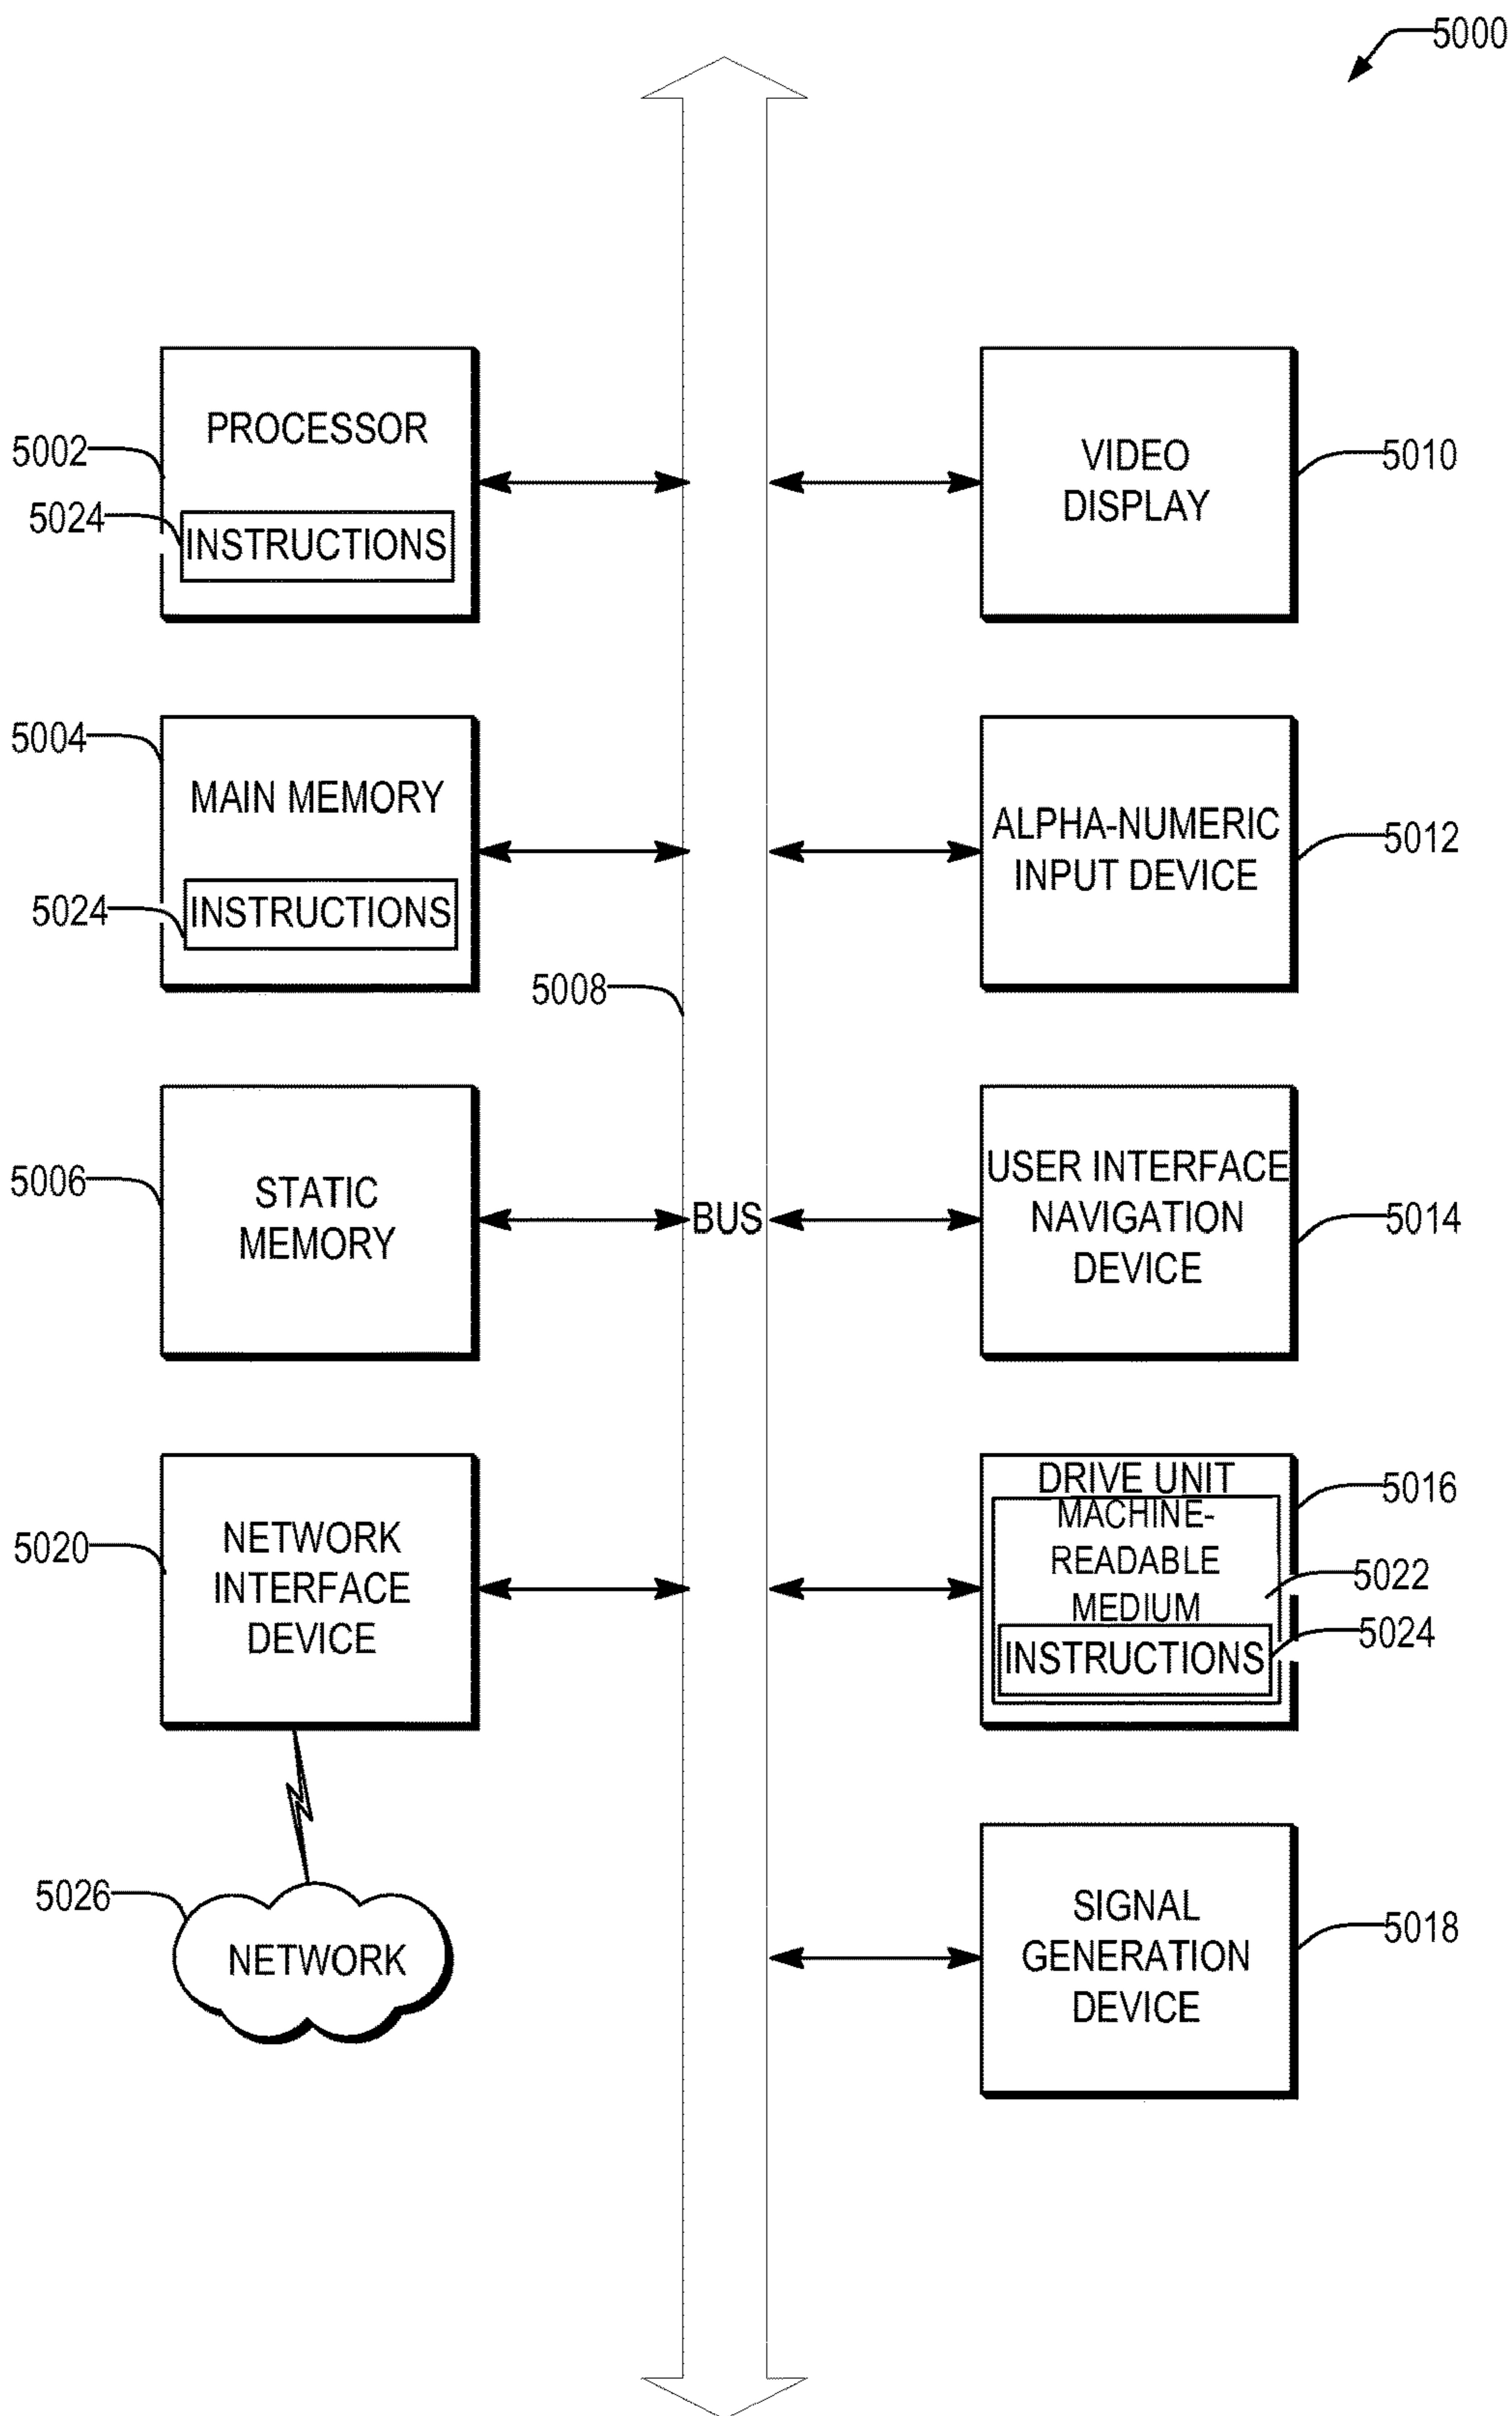 5000
PROCESSOR
5002
5024
INSTRUCTIONS
VIDEO
DISPLAY
5010
5004
MAIN MEMORY
5024
INSTRUCTIONS
ALPHA-NUMERIC
INPUT DEVICE
5012
5008
5006
STATIC
MEMORY
BUS
USER INTERFACE
NAVIGATION
DEVICE
5014
5020
NETWORK
INTERFACE
DEVICE
DRIVE UNIT
5016
MACHINE-
READABLE
MEDIUM
5022
INSTRUCTIONS
5024
5026
NETWORK
SIGNAL
GENERATION
DEVICE
5018